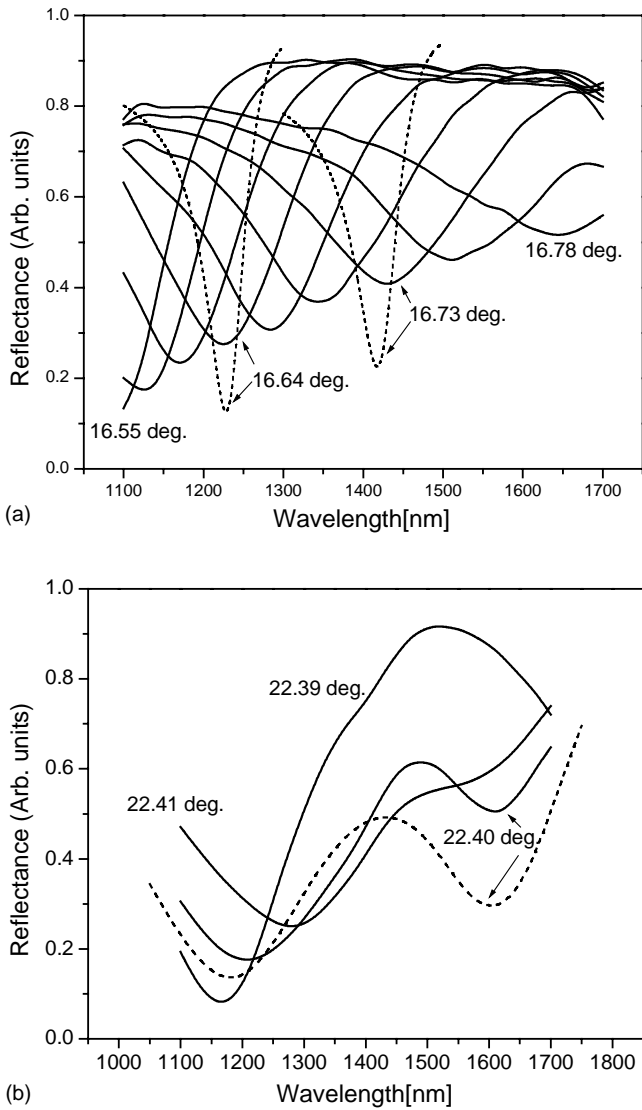 1.0
0.8
0.6
0.4
0.2
0.0
Reflectance (Arb. units)
16.78 deg.
16.73 deg.
16.64 deg.
16.55 deg.
1100 1200 1300 1400 1500 1600 1700
Wavelength[nm]
(a)
1.0
0.8
0.6
0.4
0.2
0.0
Reflectance (Arb. units)
22.39 deg.
22.41 deg.
22.40 deg.
1000 1100 1200 1300 1400 1500 1600 1700 1800
Wavelength[nm]
(b)